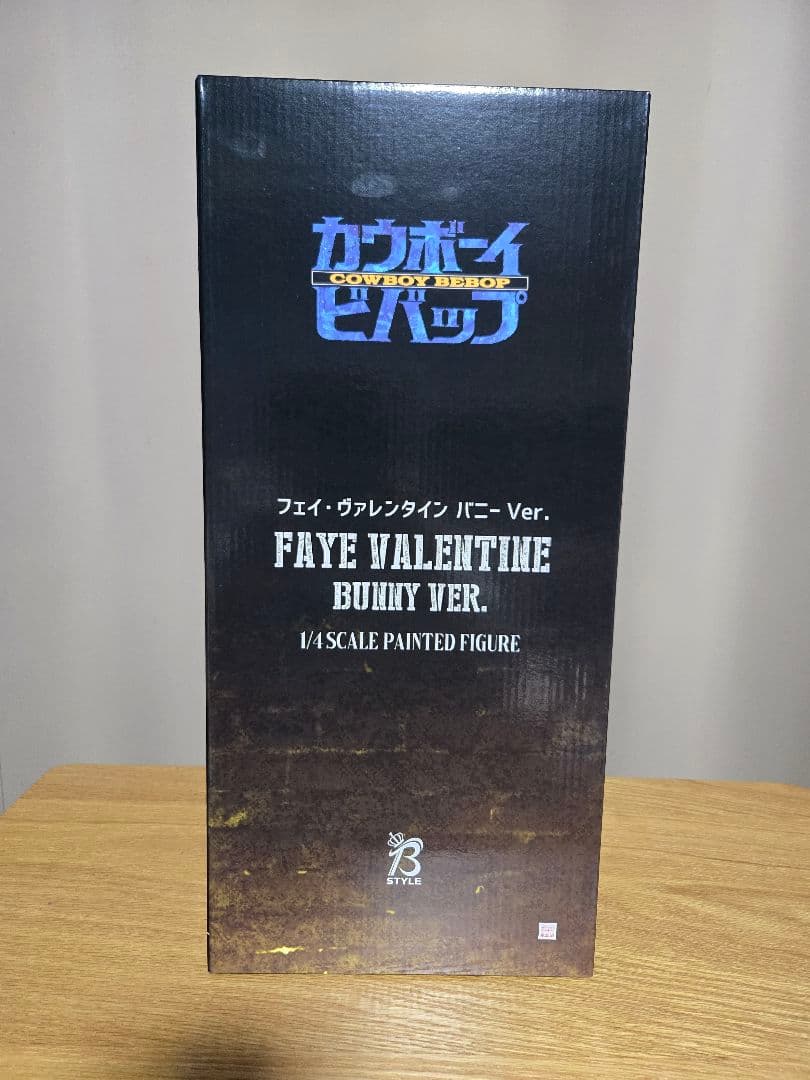 カウボーイ
COWBOY BEBOP
ビバップ
フェイ・ヴァレンタイン バニー Ver.
FAYE VALENTINE
BUNNY VER.
1/4 SCALE PAINTED FIGURE
B
STYLE